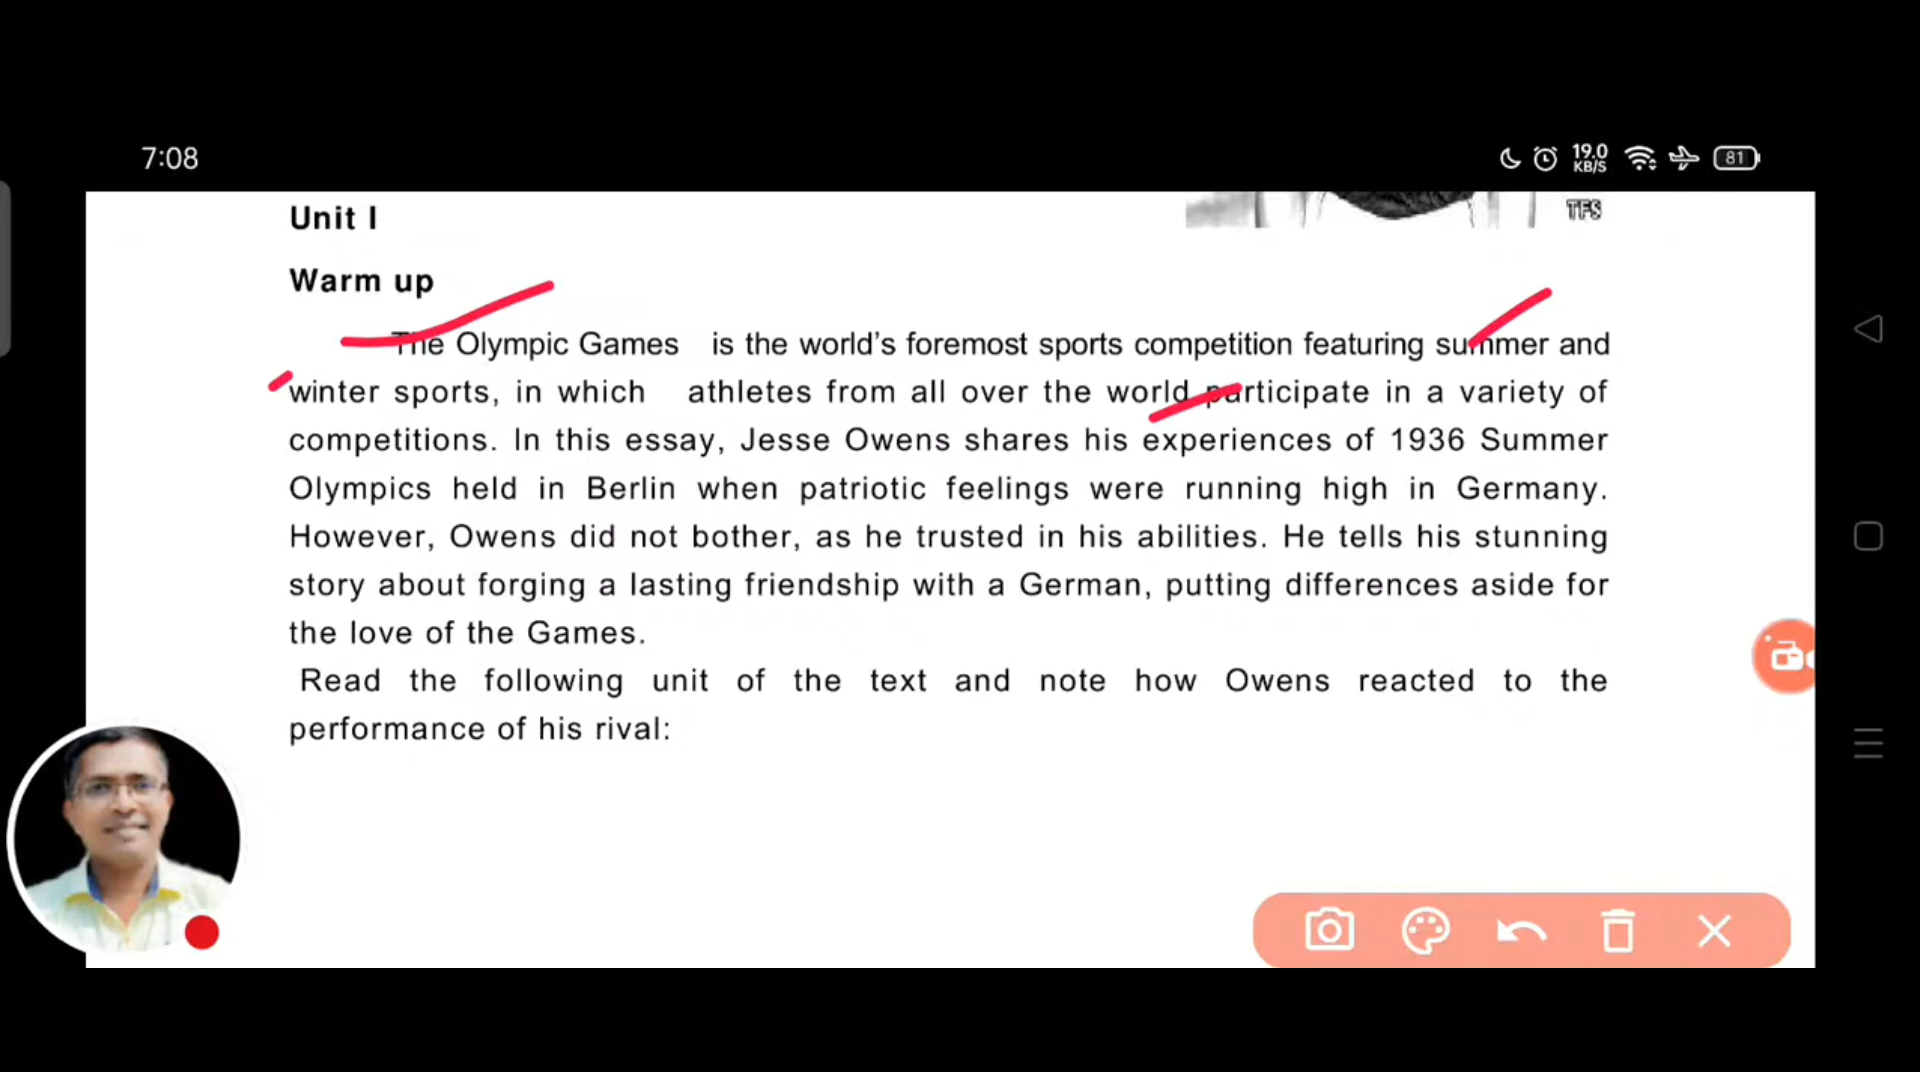 7:08
19.0
KB/S
81
Unit I
TFS
Warm up
The Olympic Games is the world's foremost sports competition featuring summer and
winter sports, in which athletes from all over the world participate in a variety of
competitions. In this essay, Jesse Owens shares his experiences of 1936 Summer
Olympics held in Berlin when patriotic feelings were running high in Germany.
However, Owens did not bother, as he trusted in his abilities. He tells his stunning
story about forging a lasting friendship with a German, putting differences aside for
the love of the Games.
Read the following unit of the text and note how Owens reacted to the
performance of his rival: